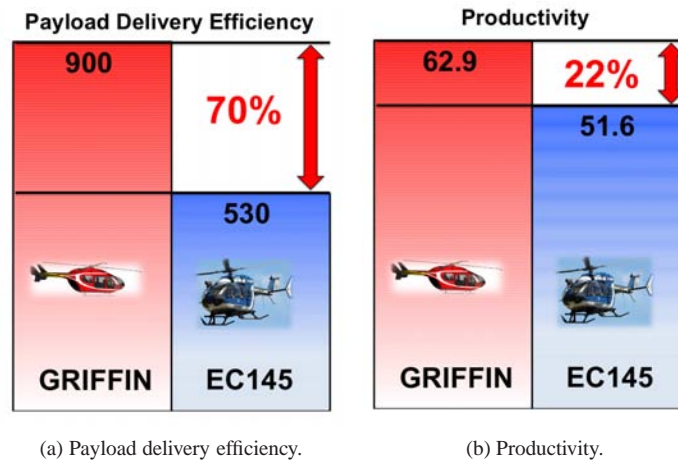 Payload Delivery Efficiency
900
70%
530
GRIFFIN EC145
(a) Payload delivery efficiency.
Productivity
62.9
22%
51.6
GRIFFIN EC145
(b) Productivity.